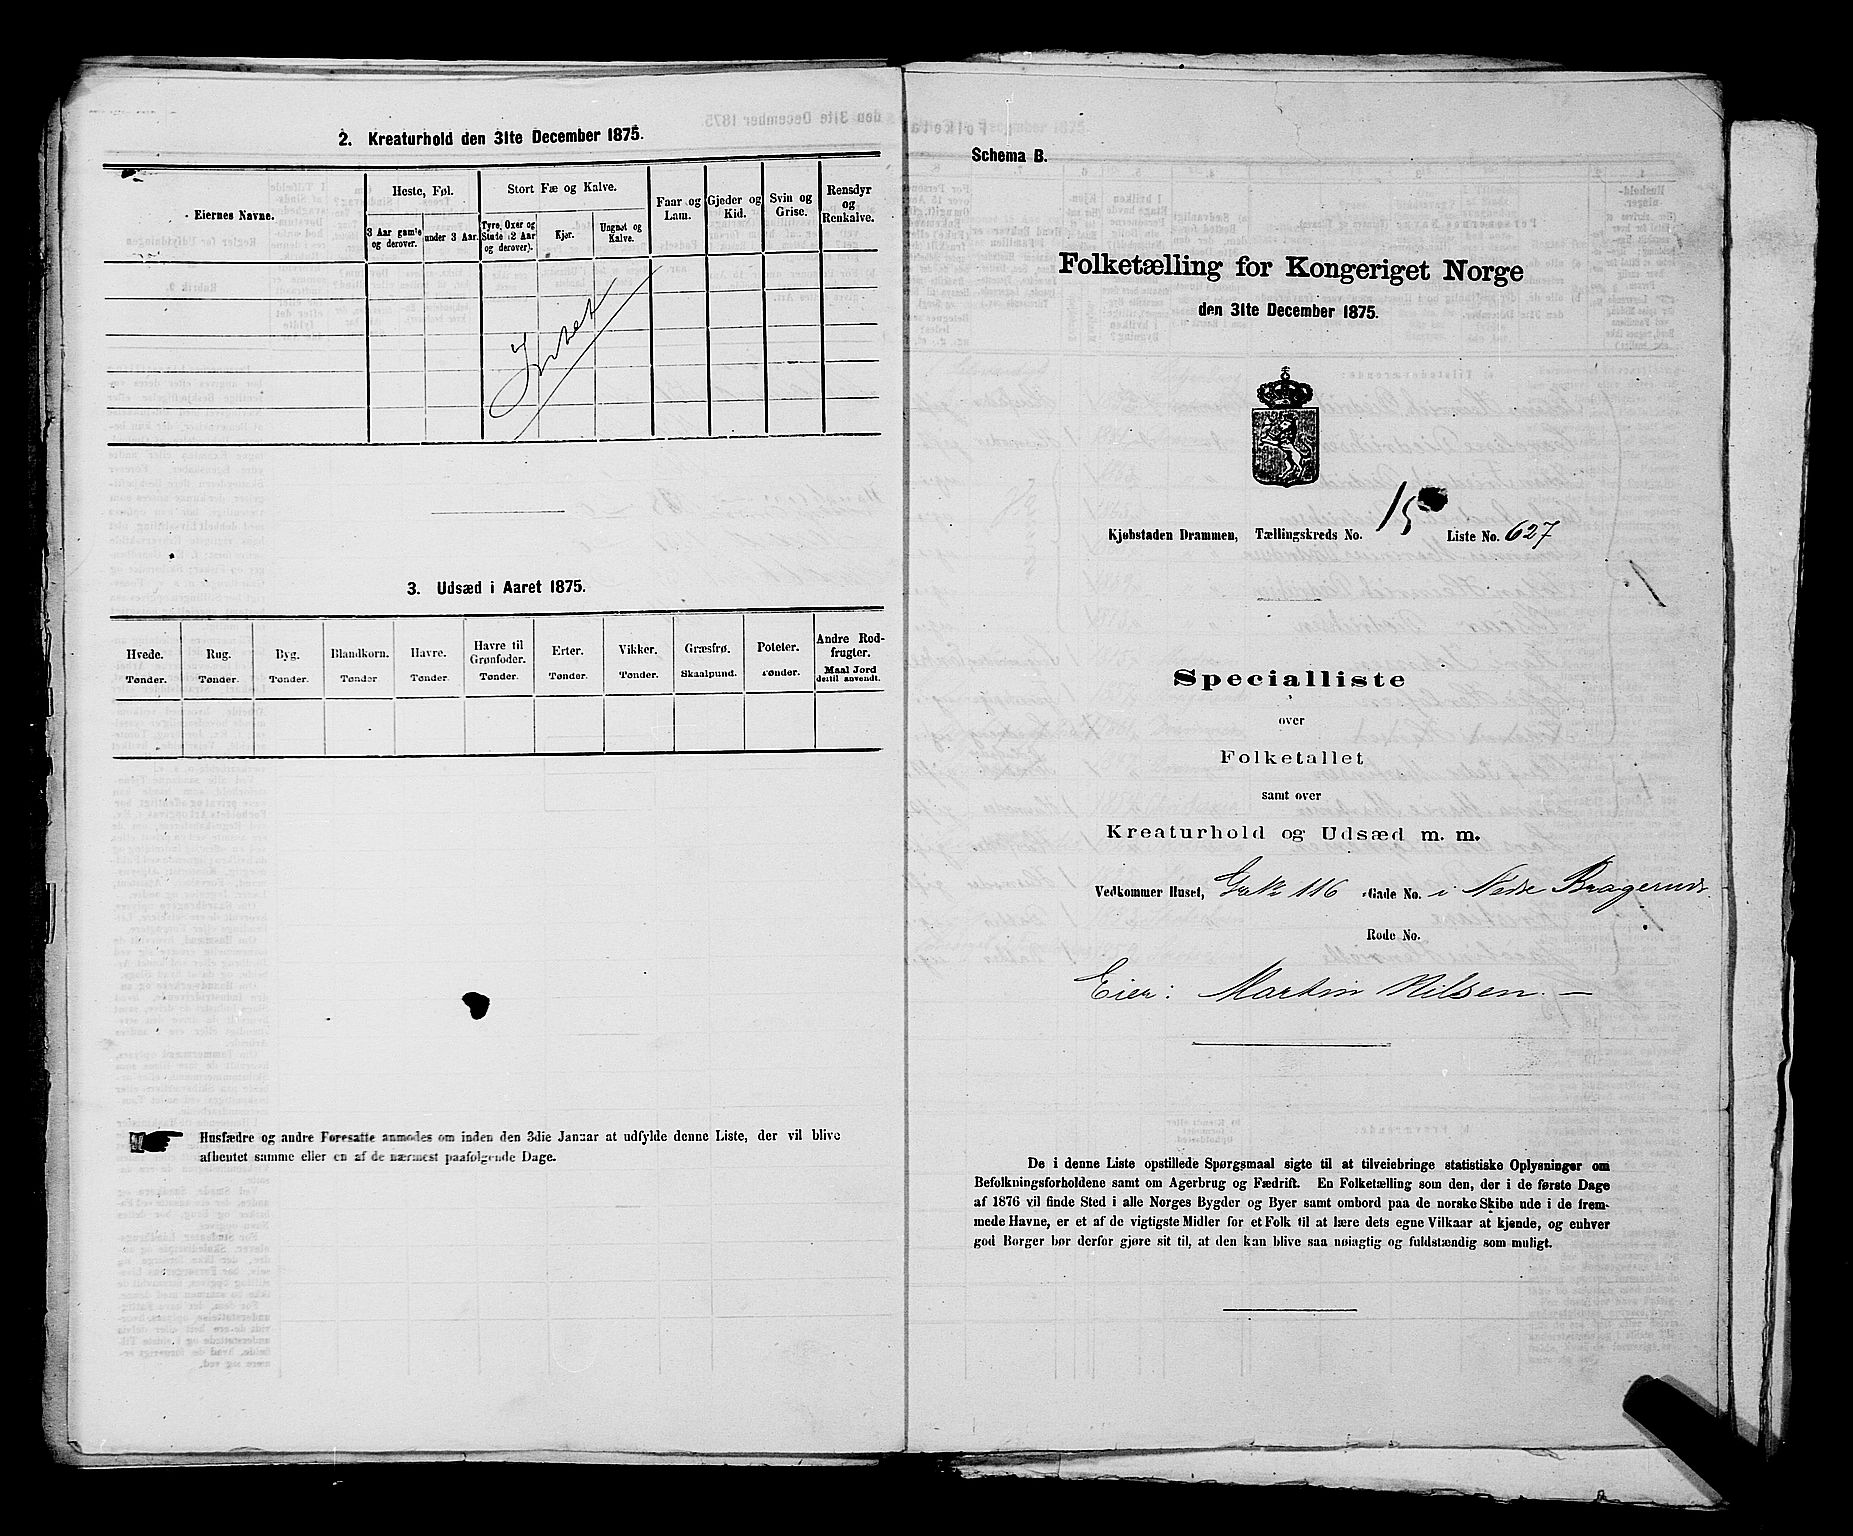 2. Kreaturhold den 31te December 1875.
Eiernes Navne.
Heste, Føl.
3 Aar gamle og derover.
under 3 Aar.
Stort Fæ og Kalve.
Tyre, Oxer og Stude (2 Aar og derover).
Kjør.
Ungnøt og Kalve.
Faar og Lam.
Gjeder og Kid.
Svin og Grise.
Rensdyr og Renkalve.
Intet
3. Udsæd i Aaret 1875.
Hvede. Tønder.
Rug. Tønder.
Byg. Tønder.
Blandkorn. Tønder
Havre. Tønder.
Havre til Grønfoder. Tønder.
Erter. Tønder.
Vikker. Tønder.
Græsfrø. Skaalpund.
Poteter. Tønder.
Andre Rodfrugter. Maal Jord dertil anvendt.
Husfædre og andre Foresatte anmodes om inden den 3die Januar at udfylde denne Liste, der vil blive
afhentet samme eller en af de nærmest paafølgende Dage.
Schema B.
Folketælling for Kongeriget Norge
den 31te December 1875.
Kjøbstaden Drammen, Tællingskreds No. 15 Liste No. 627
Specialliste
over
Folketallet
samt over
Kreaturhold og Udsæd m. m.
Vedkommer Huset, 116 Gade No. i Nedre Bragernes
Rode No.
Eier: Martin Nilsen. —
De i denne Liste opstillede Spørgsmaal sigte til at tilveiebringe statistiske Oplysninger om
Befolkningsforholdene samt om Agerbrug og Fædrift. En Folketælling som den, der i de første Dage
af 1876 vil finde Sted i alle Norges Bygder og Byer samt ombord paa de norske Skibe ude i de frem-
mede Havne, er et af de vigtigste Midler for et Folk til at lære dets egne Vilkaar at kjende, og enhver
god Borger bør derfor gjøre sit til, at den kan blive saa nøiagtig og fuldstændig som muligt.